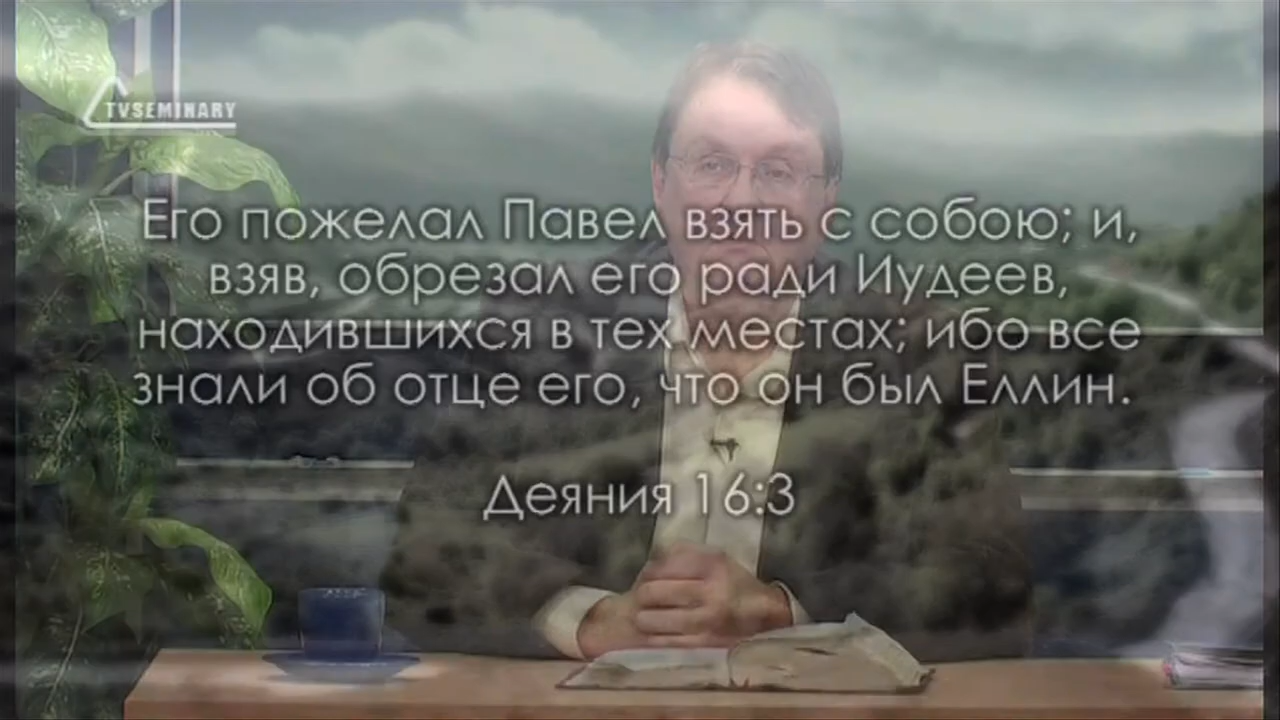 TVSEMINARY
Его пожелал Павел взять с собою; и,
взяв, обрезал его ради Иудеев,
находившихся в тех местах; ибо все
знали об отце его, что он был Еллин.
Деяния 16:3